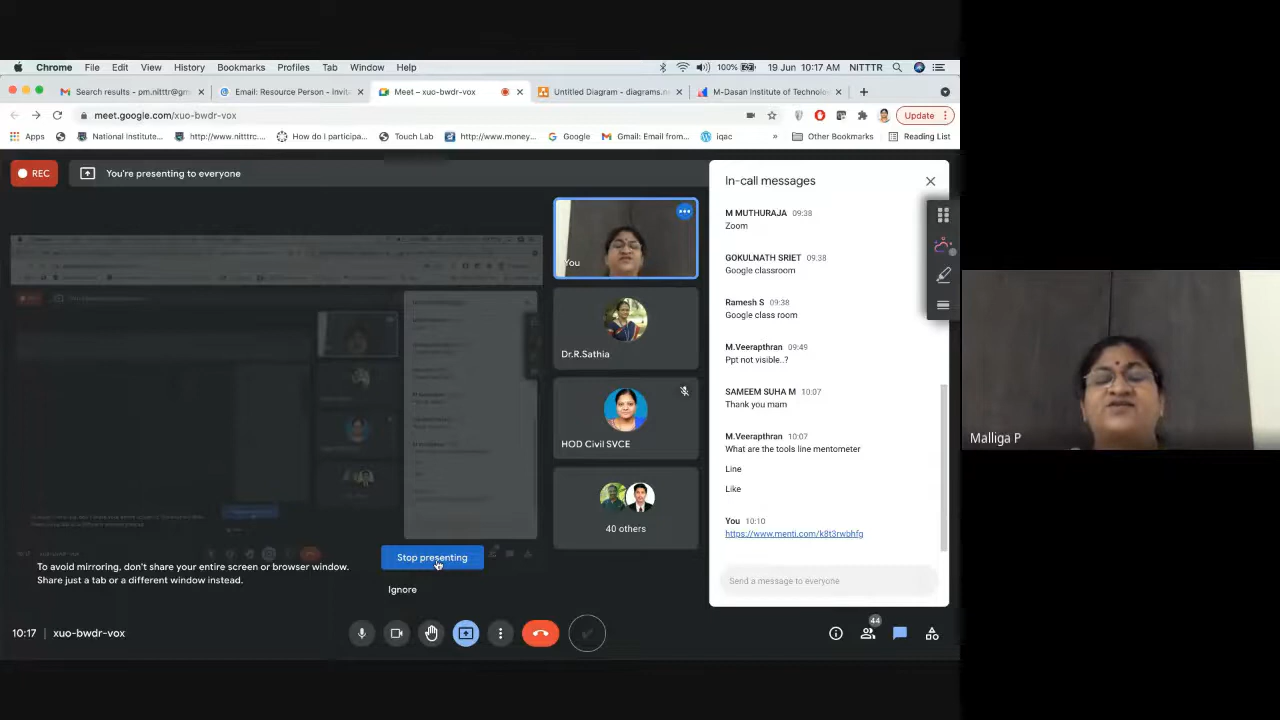 Chrome File Edit View History Bookmarks Profiles Tab Window Help 100% 19 Jun 10:17 AM NITTTR
Search results - pm.nitttr@gm
Email: Resource Person - invita
Meet – xuo-bwdr-vox
Untitled Diagram - diagrams.ne
M-Dasan Institute of Technolo
meet.google.com/xuo-bwdr-vox
Update
Apps
National Institute...
http://www.nitttrc...
How do I participa...
Touch Lab
http://www.money...
Google
Gmail: Email from...
iqac
»
Other Bookmarks
Reading List
REC
You're presenting to everyone
You
Dr.R.Sathia
HOD Civil SVCE
40 others
Stop presenting
To avoid mirroring, don't share your entire screen or browser window.
Share just a tab or a different window instead.
Ignore
10:17 | xuo-bwdr-vox
In-call messages
M MUTHURAJA 09:38
Zoom
GOKULNATH SRIET 09:38
Google classroom
Ramesh S 09:38
Google class room
M.Veerapthran 09:49
Ppt not visible..?
SAMEEM SUHA M 10:07
Thank you mam
M.Veerapthran 10:07
What are the tools line mentometer
Line
Like
You 10:10
https://www.menti.com/k8t3rwbhfg
Send a message to everyone
44
Malliga P